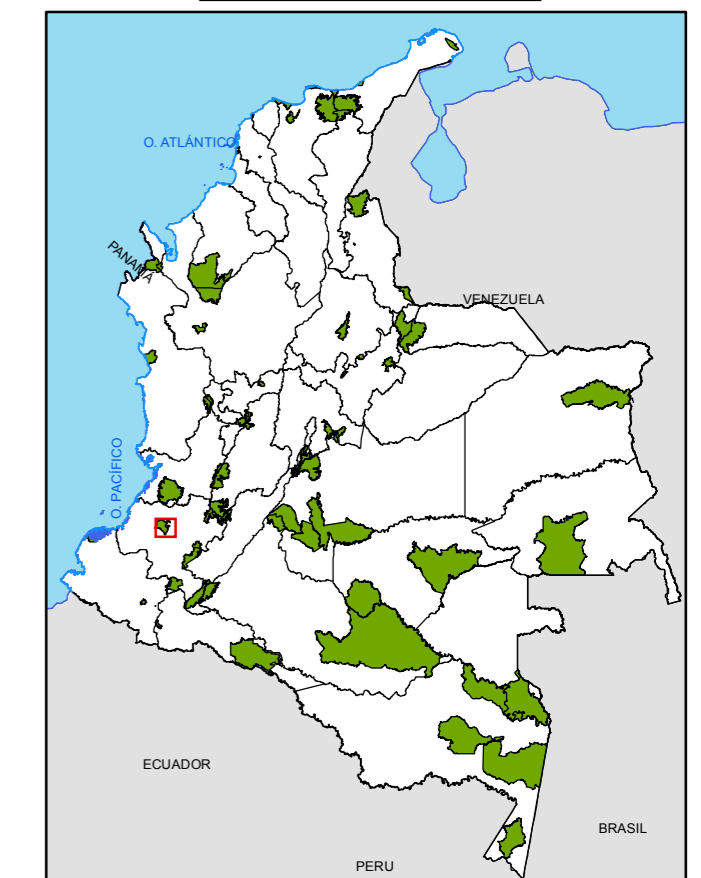 O. ATLÁNTICO
PANAMÁ
VENEZUELA
O. PACÍFICO
ECUADOR
BRASIL
PERU